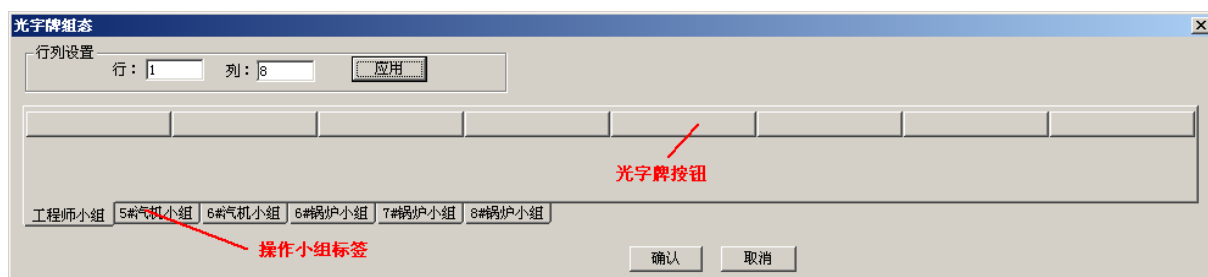 光字牌组态
行列设置
行： 1 列： 8 应用
光字牌按钮
工程师小组 5#汽机小组 6#汽机小组 6#锅炉小组 7#锅炉小组 8#锅炉小组
操作小组标签
确认 取消